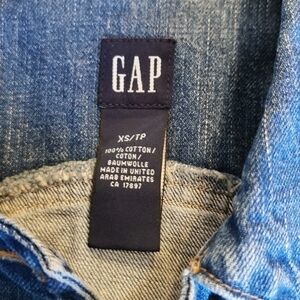 GAP
XS/TP
100% COTTON/
COTON/
BAUMWOLLE
MADE IN UNITED
ARAB EMIRATES
CA 17897